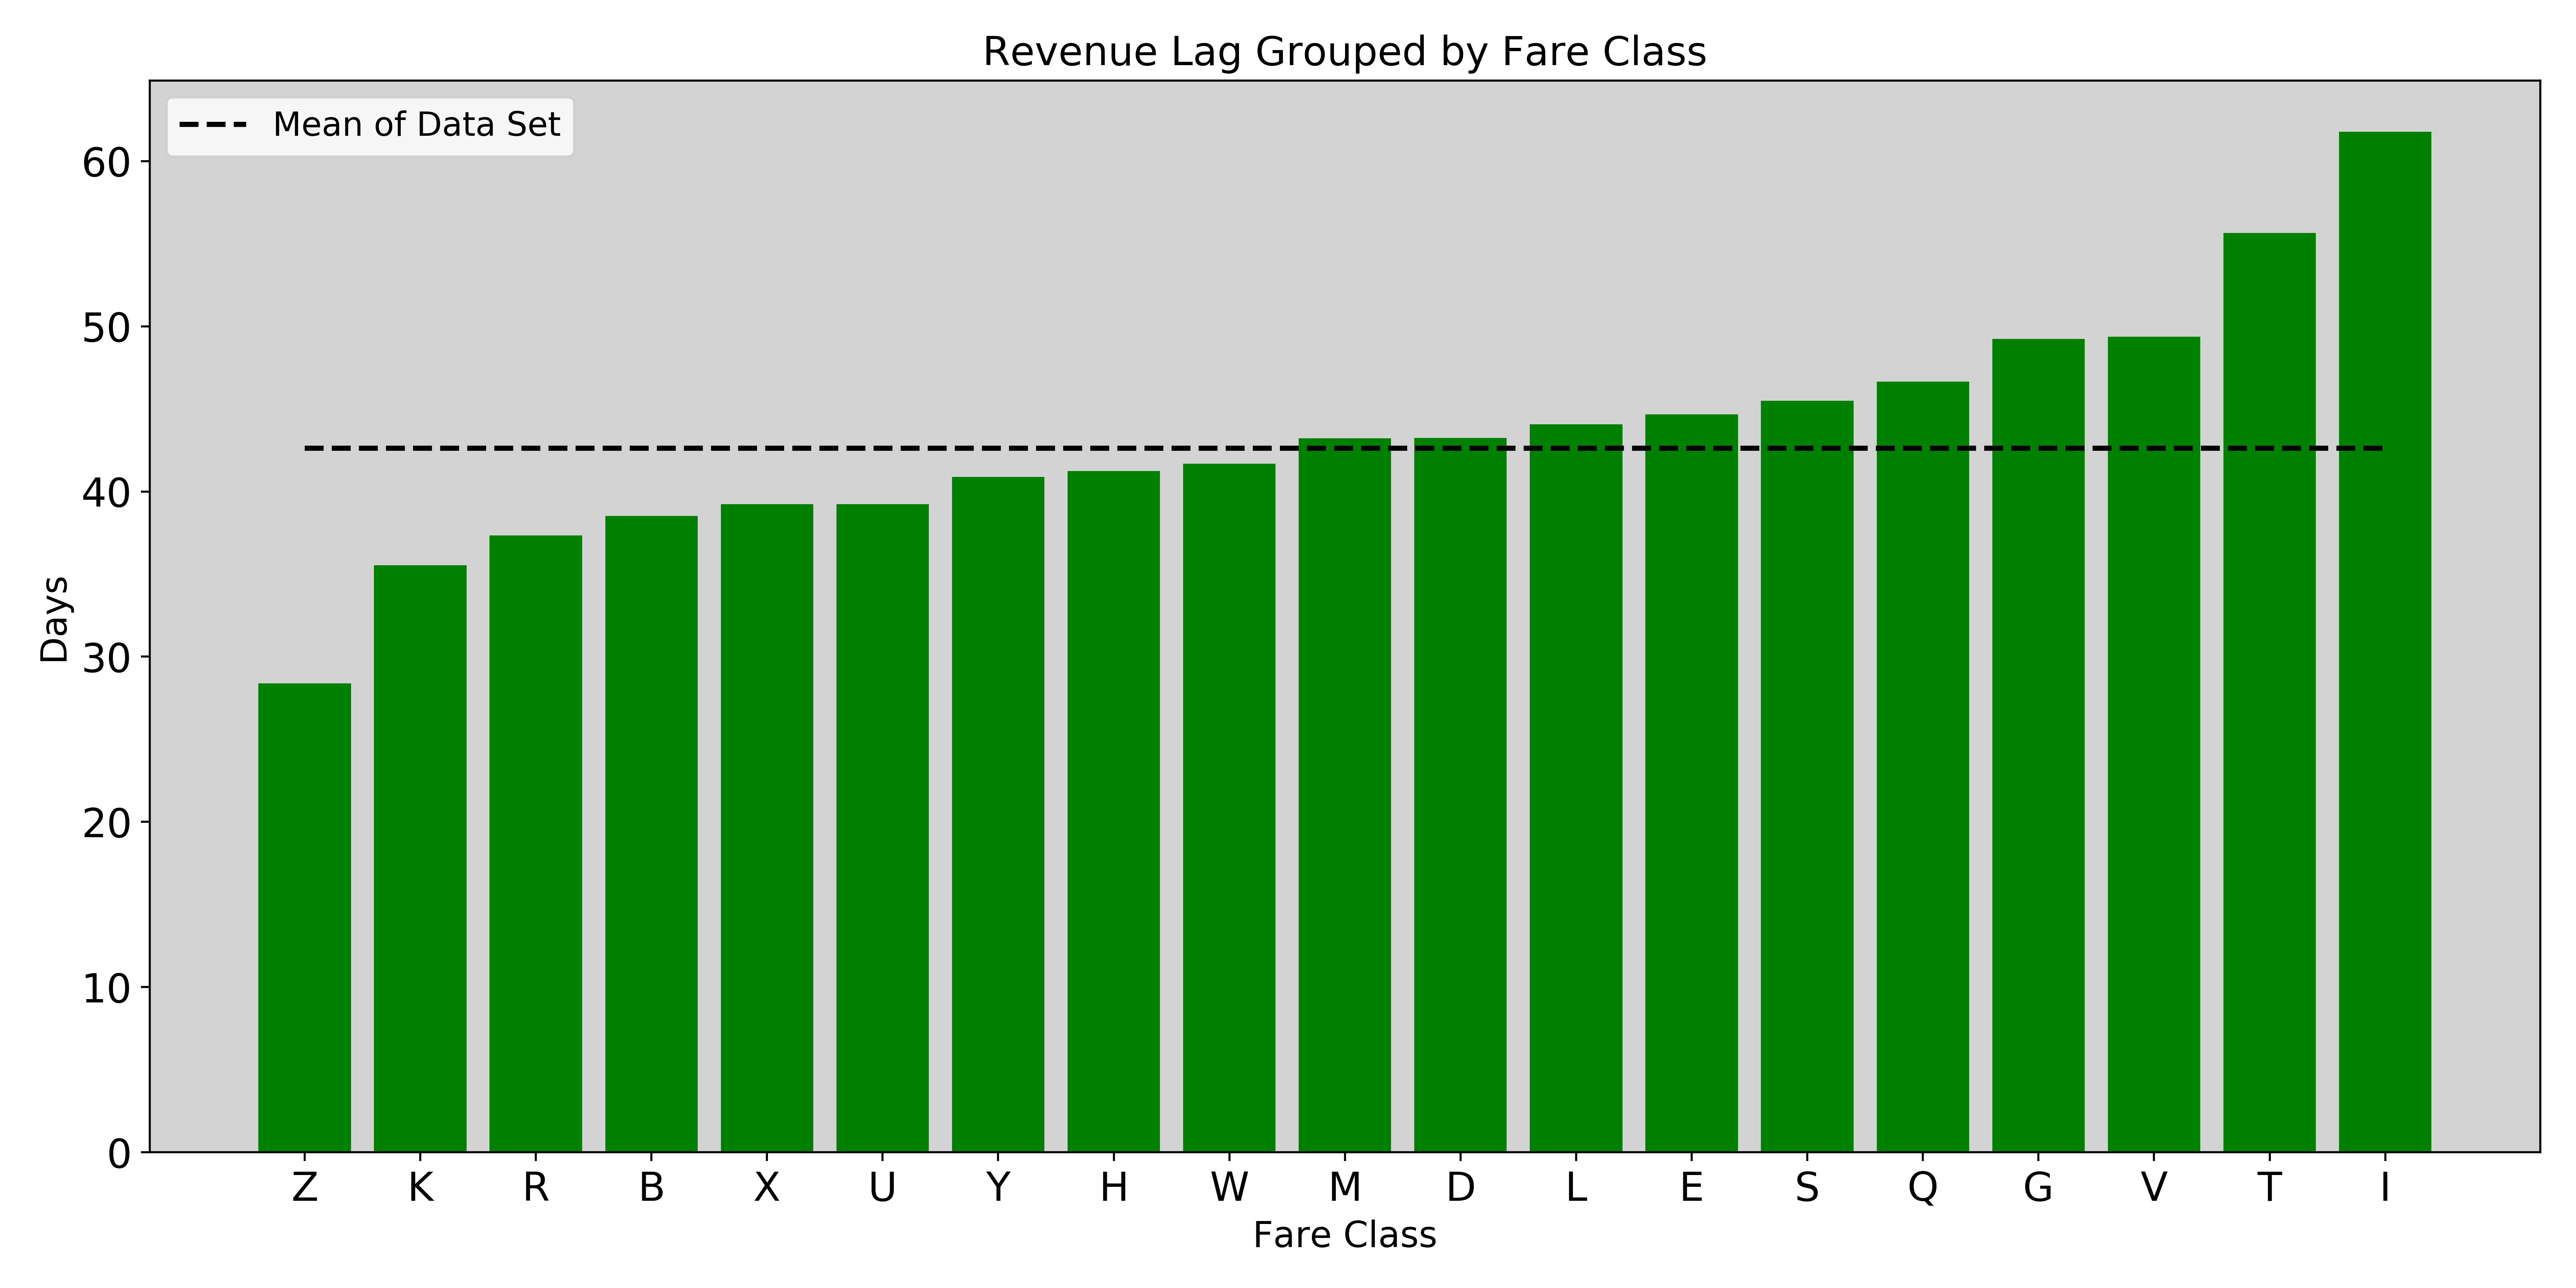 Revenue Lag Grouped by Fare Class
Mean of Data Set
60
50
40
30
20
10
0
Days
Z K R B X U Y H W M D L E S Q G V T I
Fare Class